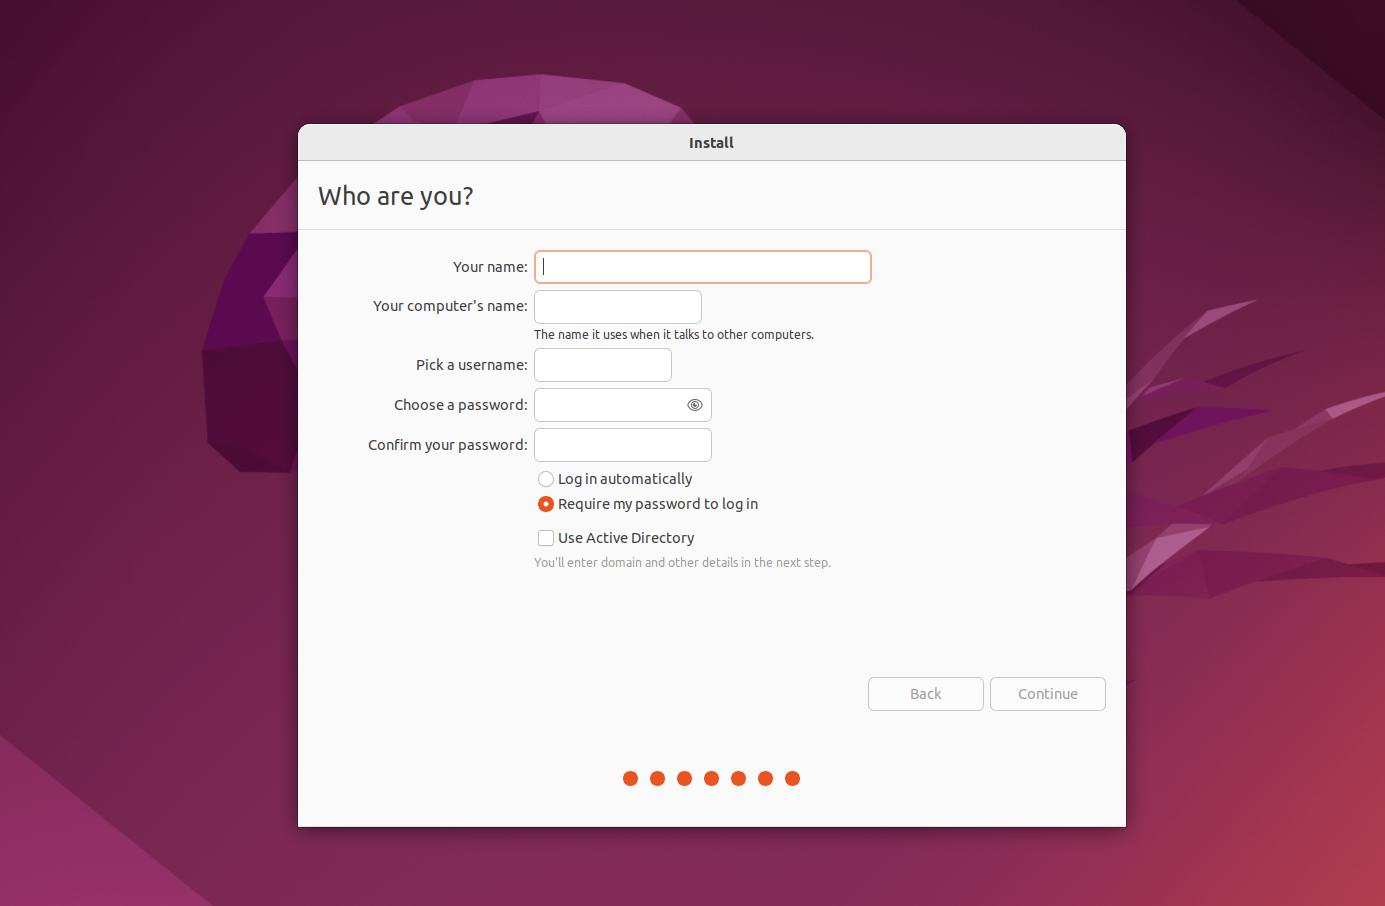 Install
Who are you?
Your name:
Your computer's name:
The name it uses when it talks to other computers.
Pick a username:
Choose a password:
Confirm your password:
Log in automatically
Require my password to log in
Use Active Directory
You'll enter domain and other details in the next step.
Back Continue